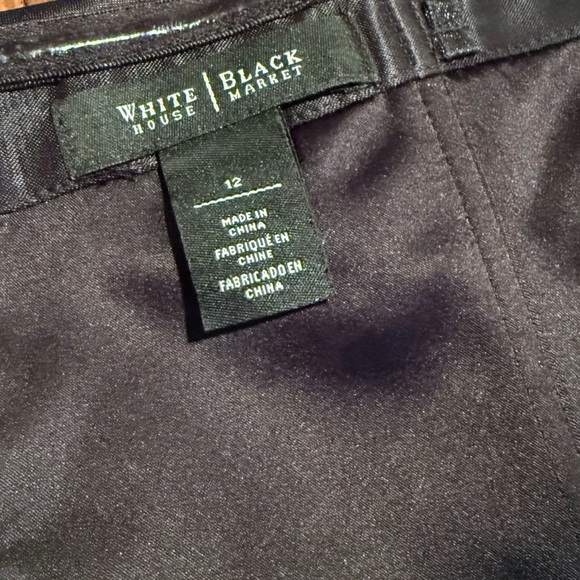 WHITE | BLACK
HOUSE | MARKET
12
MADE IN
CHINA
FABRIQUÉ EN
CHINE
FABRICADO EN
CHINA